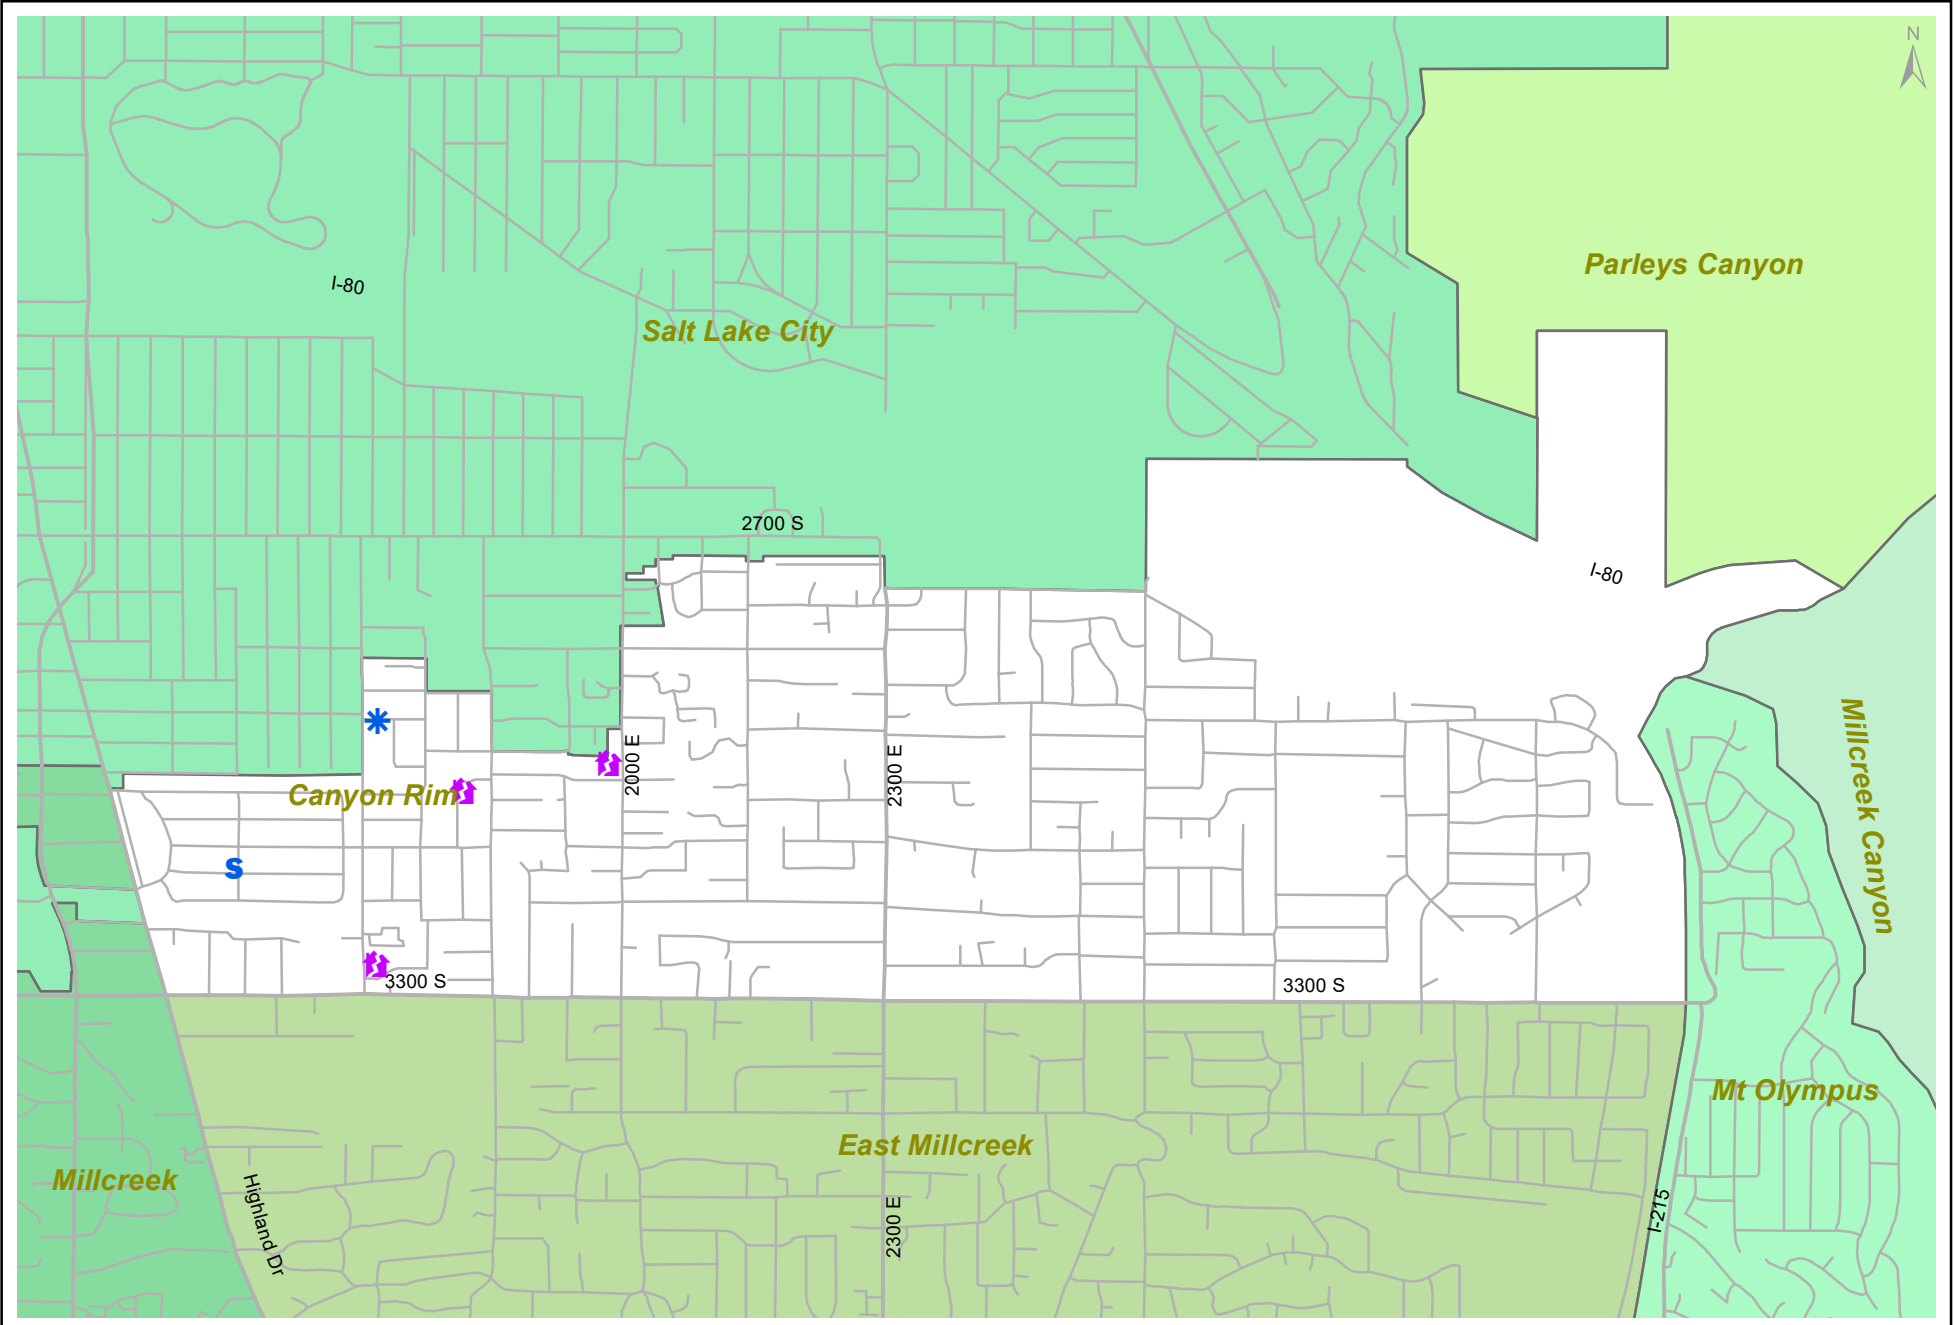 N
Parleys Canyon
I-80
Salt Lake City
2700 S
I-80
Millcreek Canyon
2000 E
2300 E
Canyon Rim
S
3300 S
3300 S
Mt Olympus
East Millcreek
Millcreek
Highland Dr
2300 E
I-215